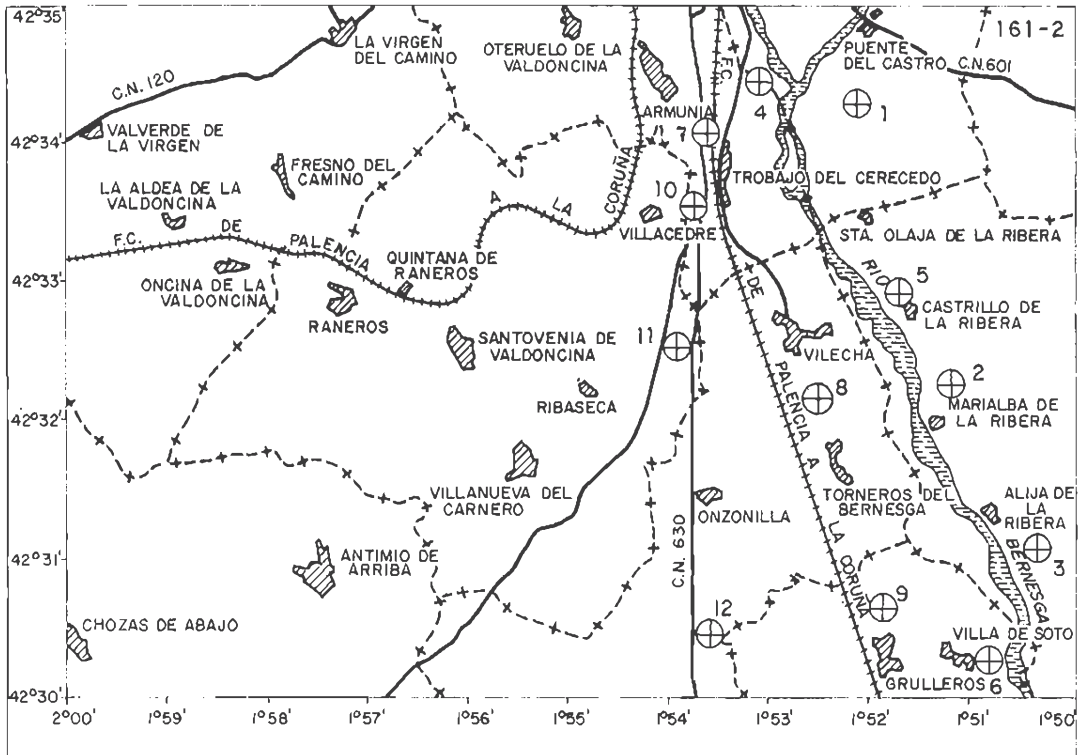 42°35'
161-2
LA VIRGEN
DEL CAMINO
OTERUELO DE LA
VALDONCINA
F.C.
PUENTE
DEL CASTRO
C.N.601
C.N. 120
4
1
ARMUNIA
7
VALVERDE DE
LA VIRGEN
42°34'
FRESNO DEL
CAMINO
TROBAJO DEL CERECEDO
LA ALDEA DE LA
VALDONCINA
10
CORUÑA
LA
A
VILLACEDRE
STA. OLAJA DE LA RIBERA
F.C.
DE
PALENCIA
QUINTANA DE
RANEROS
42°33'
ONCINA DE LA
VALDONCINA
RANEROS
DE
RIO
5
CASTRILLO DE
LA RIBERA
SANTOVENIA DE
VALDONCINA
11
VILECHA
PALENCIA
A
8
2
RIBASECA
MARIALBA DE
LA RIBERA
42°32'
VILLANUEVA DEL
CARNERO
ONZONILLA
TORNEROS DEL
BERNESGA
ALIJA DE
LA
RIBERA
LA CORUÑA
BERNESGA
42°31'
ANTIMIO DE
ARRIBA
C.N. 630
3
9
12
CHOZAS DE ABAJO
VILLA DE SOTO
GRULLEROS
6
42°30'
2°00' 1°59' 1°58' 1°57' 1°56' 1°55' 1°54' 1°53' 1°52' 1°51' 1°50'